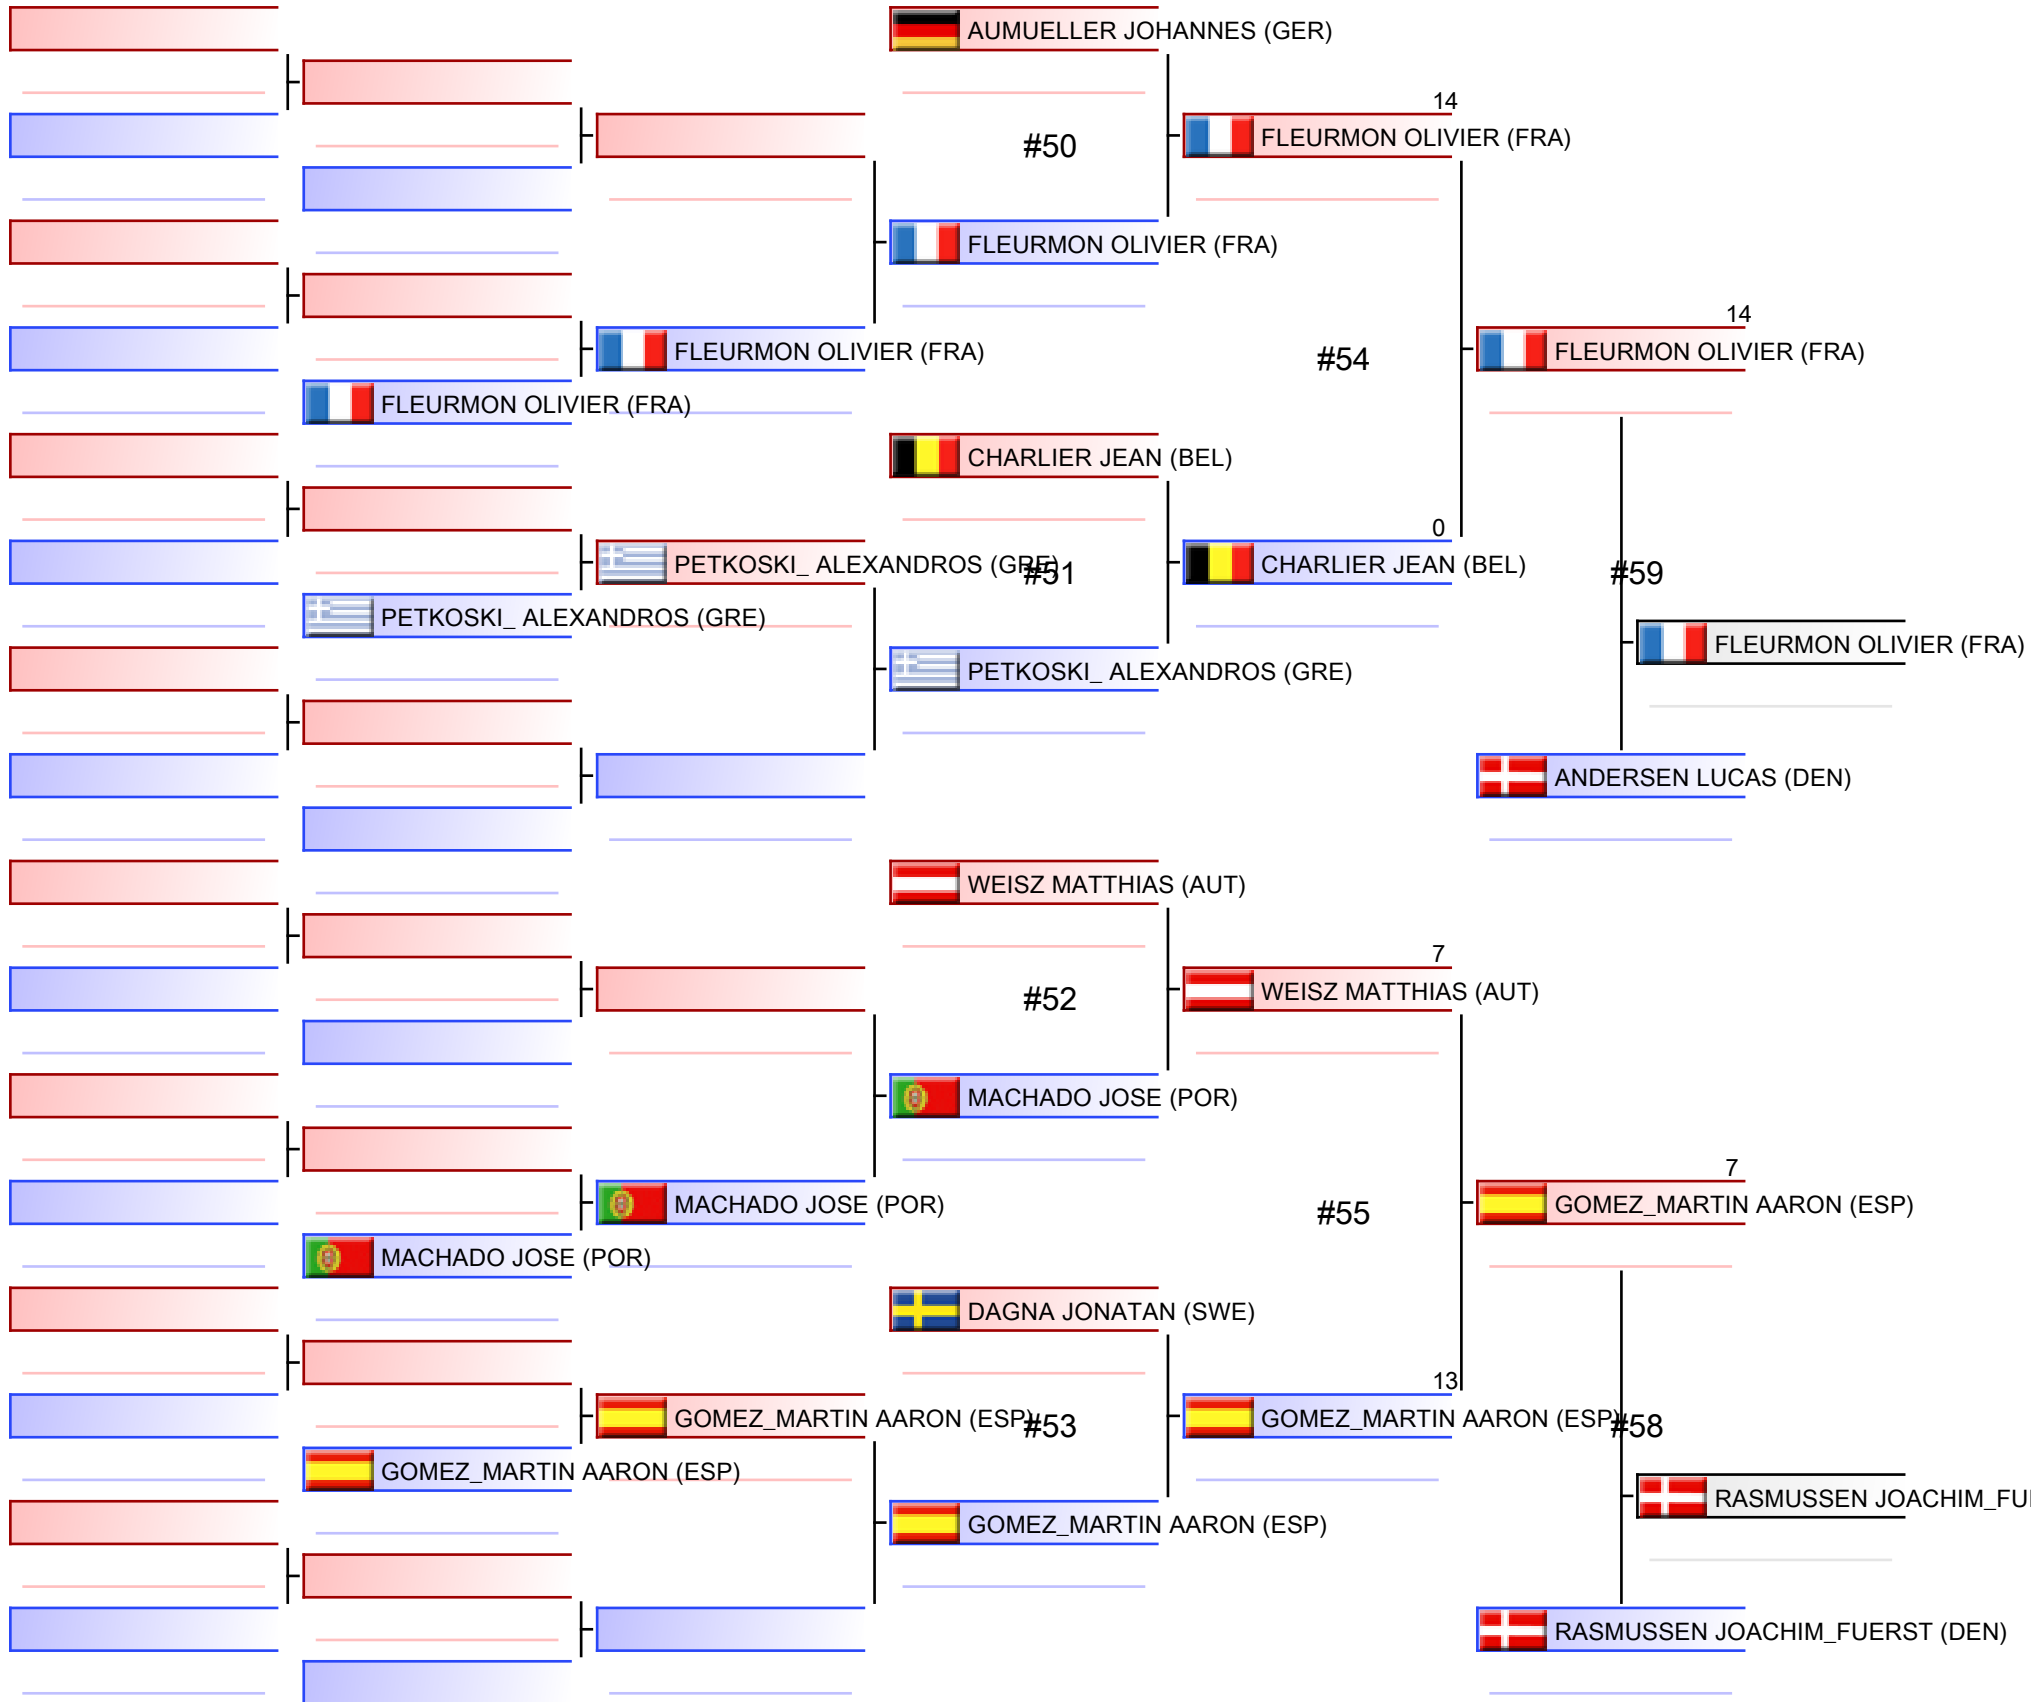 AUMUELLER JOHANNES (GER)
14
#50
FLEURMON OLIVIER (FRA)
FLEURMON OLIVIER (FRA)
14
FLEURMON OLIVIER (FRA)
#54
FLEURMON OLIVIER (FRA)
FLEURMON OLIVIER (FRA)
CHARLIER JEAN (BEL)
0
PETKOSKI_ ALEXANDROS (GRE)
#51
CHARLIER JEAN (BEL)
#59
PETKOSKI_ ALEXANDROS (GRE)
FLEURMON OLIVIER (FRA)
PETKOSKI_ ALEXANDROS (GRE)
ANDERSEN LUCAS (DEN)
WEISZ MATTHIAS (AUT)
7
#52
WEISZ MATTHIAS (AUT)
MACHADO JOSE (POR)
7
MACHADO JOSE (POR)
#55
GOMEZ_MARTIN AARON (ESP)
MACHADO JOSE (POR)
DAGNA JONATAN (SWE)
13
GOMEZ_MARTIN AARON (ESP)
#53
GOMEZ_MARTIN AARON (ESP)
#58
GOMEZ_MARTIN AARON (ESP)
RASMUSSEN JOACHIM_FU
GOMEZ_MARTIN AARON (ESP)
RASMUSSEN JOACHIM_FUERST (DEN)